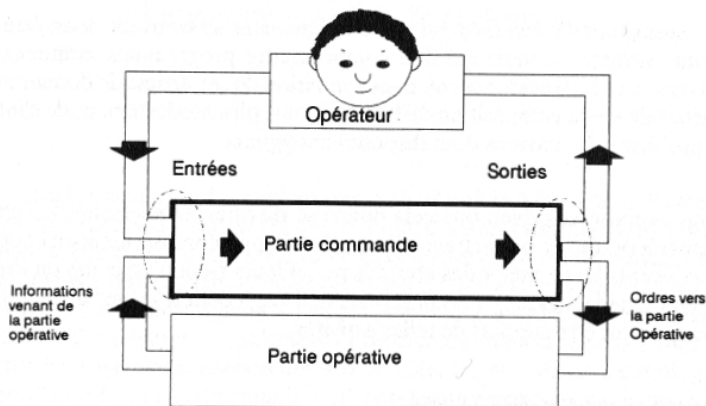 Opérateur
Entrées
Sorties
Partie commande
Informations
venant de
la partie
opérative
Ordres vers
la partie
Opérative
Partie opérative